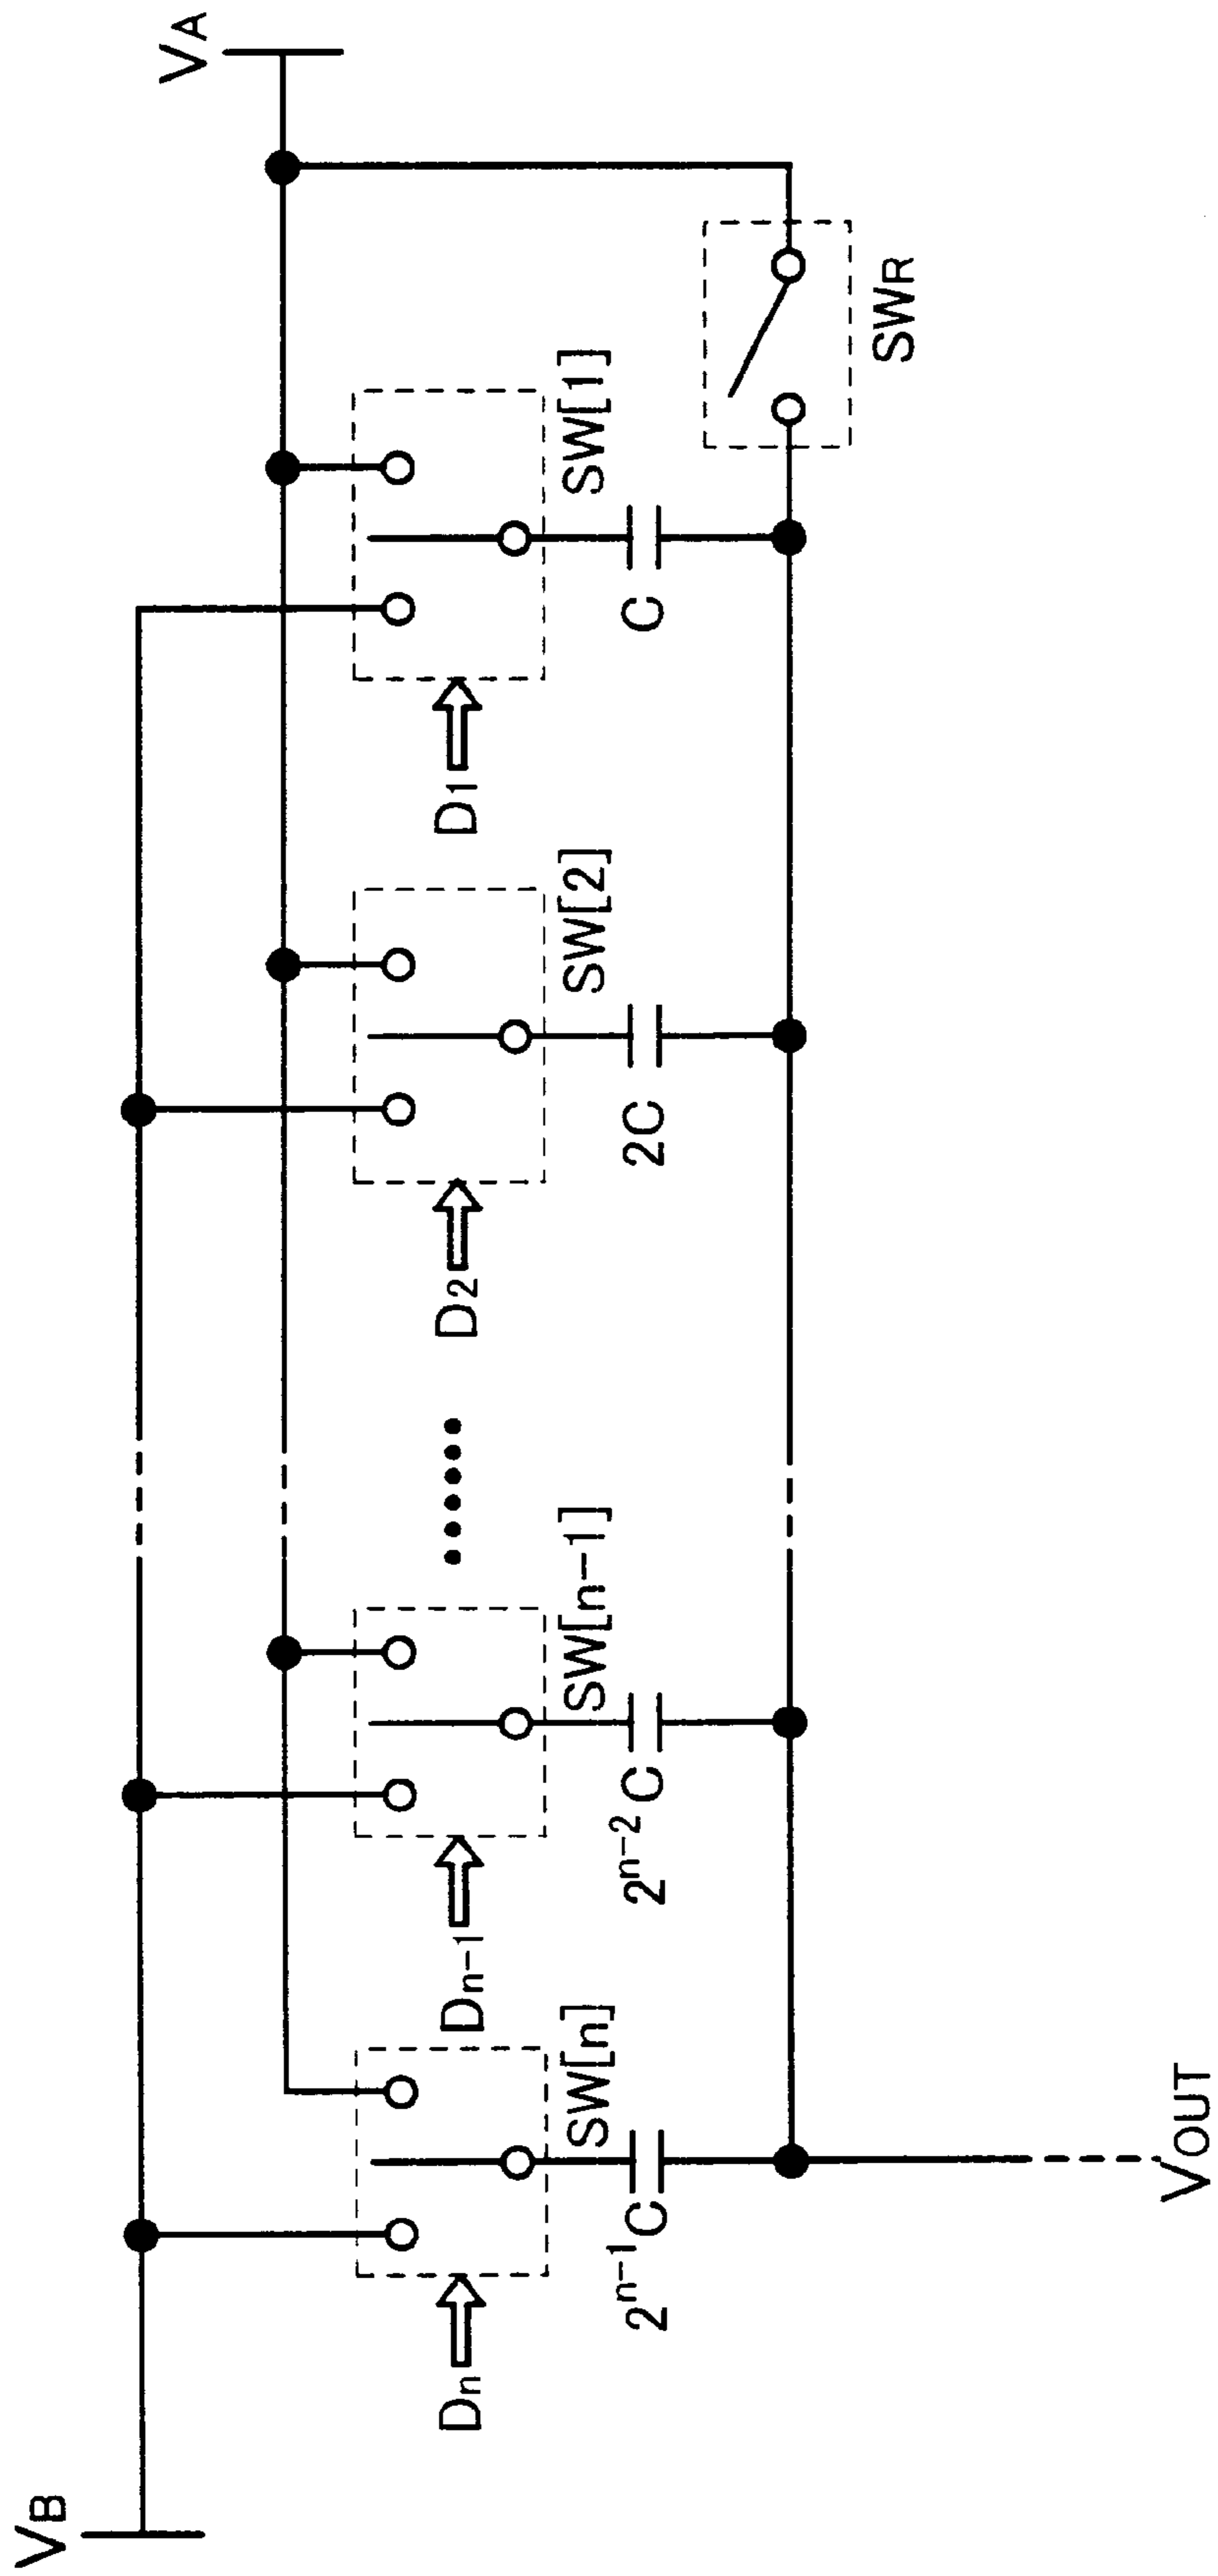 VB
VA
Dn
SW[n]
2ⁿ⁻¹C
Dn-1
SW[n-1]
2ⁿ⁻²C
D2
SW[2]
2C
D1
SW[1]
C
SWR
VOUT